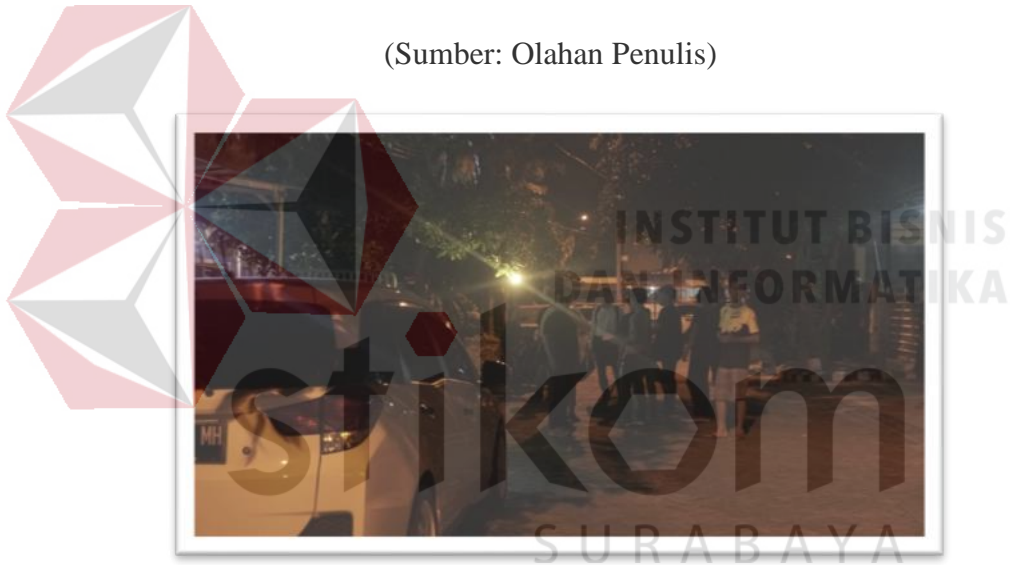 (Sumber: Olahan Penulis)
INSTITUT BISNIS
DAN INFORMATIKA
stikom
MH
SURABAYA